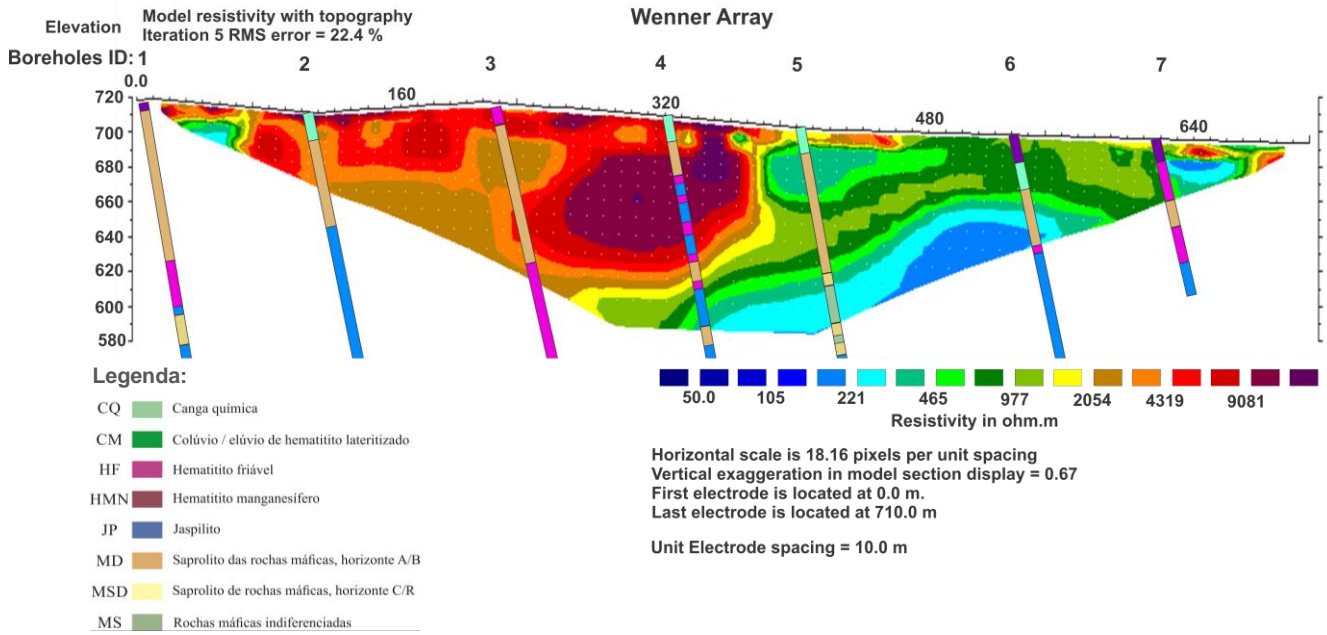 Wenner Array
Elevation
Model resistivity with topography
Iteration 5 RMS error = 22.4 %
Boreholes ID: 1 2 3 4 5 6 7
0.0 160 320 480 640
720
700
680
660
640
620
600
580
Legenda:
CQ Canga química
CM Colúvio / elúvio de hematitito lateritizado
HF Hematitito friável
HMN Hematitito manganesífero
JP Jaspilito
MD Saprolito das rochas máficas, horizonte A/B
MSD Saprolito de rochas máficas, horizonte C/R
MS Rochas máficas indiferenciadas
50.0 105 221 465 977 2054 4319 9081
Resistivity in ohm.m
Horizontal scale is 18.16 pixels per unit spacing
Vertical exaggeration in model section display = 0.67
First electrode is located at 0.0 m.
Last electrode is located at 710.0 m
Unit Electrode spacing = 10.0 m